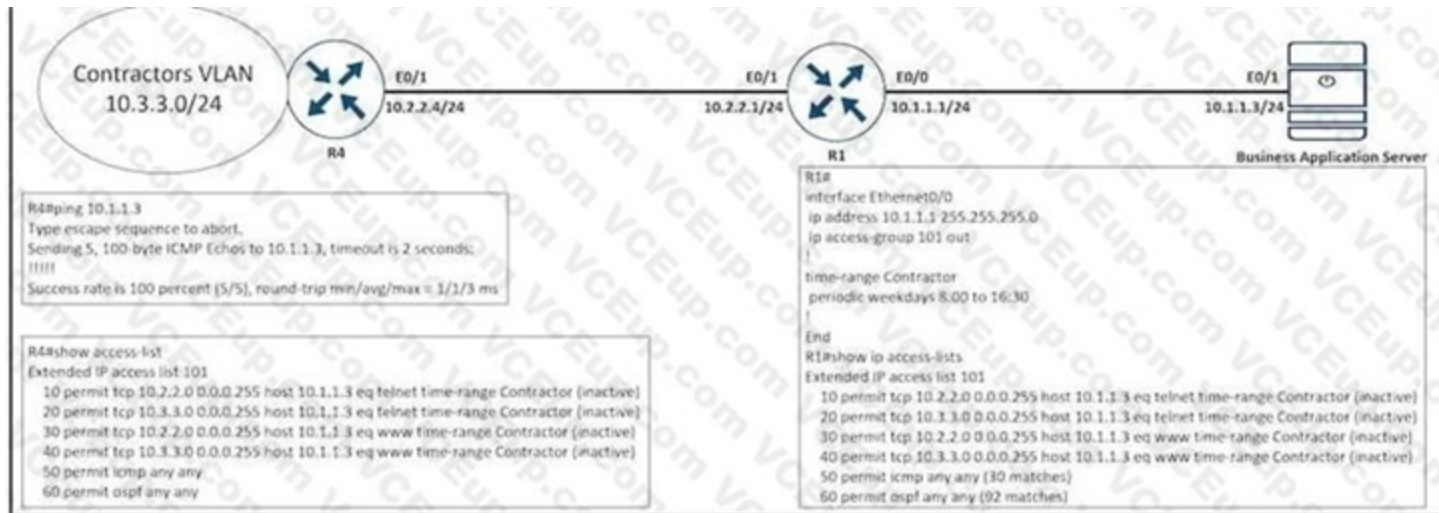 Contractors VLAN
10.3.3.0/24
E0/1
10.2.2.4/24
R4
E0/1
10.2.2.1/24
E0/0
10.1.1.1/24
R1
E0/1
10.1.1.3/24
Business Application Server
R4#ping 10.1.1.3
Type escape sequence to abort.
Sending 5, 100-byte ICMP Echos to 10.1.1.3, timeout is 2 seconds:
!!!!!
Success rate is 100 percent (5/5), round-trip min/avg/max = 1/1/3 ms
R4#show access-list
Extended IP access list 101
10 permit tcp 10.2.2.0 0.0.0.255 host 10.1.1.3 eq telnet time-range Contractor (inactive)
20 permit tcp 10.3.3.0 0.0.0.255 host 10.1.1.3 eq telnet time-range Contractor (inactive)
30 permit tcp 10.2.2.0 0.0.0.255 host 10.1.1.3 eq www time-range Contractor (inactive)
40 permit tcp 10.3.3.0 0.0.0.255 host 10.1.1.3 eq www time-range Contractor (inactive)
50 permit icmp any any
60 permit ospf any any
R1#
interface Ethernet0/0
ip address 10.1.1.1 255.255.255.0
ip access-group 101 out
!
time-range Contractor
periodic weekdays 8:00 to 16:30
!
End
R1#show ip access-lists
Extended IP access list 101
10 permit tcp 10.2.2.0 0.0.0.255 host 10.1.1.3 eq telnet time-range Contractor (inactive)
20 permit tcp 10.3.3.0 0.0.0.255 host 10.1.1.3 eq telnet time-range Contractor (inactive)
30 permit tcp 10.2.2.0 0.0.0.255 host 10.1.1.3 eq www time-range Contractor (inactive)
40 permit tcp 10.3.3.0 0.0.0.255 host 10.1.1.3 eq www time-range Contractor (inactive)
50 permit icmp any any (30 matches)
60 permit ospf any any (92 matches)
VCEup.com